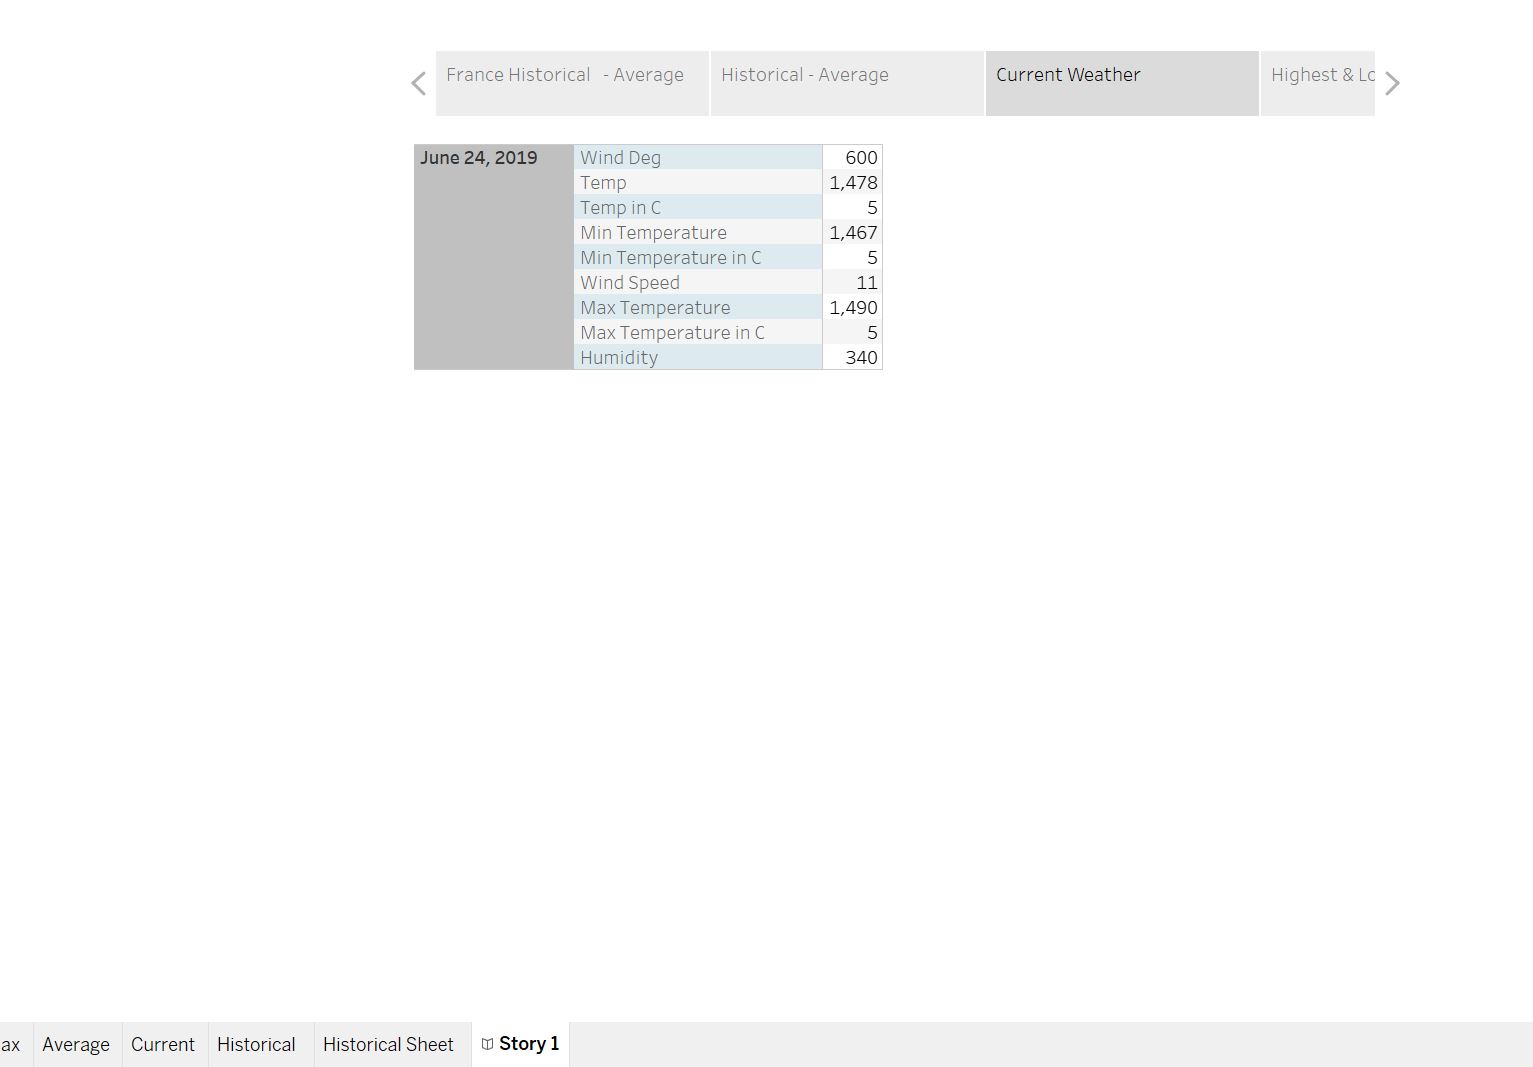 France Historical - Average Historical - Average Current Weather Highest & Lo
June 24, 2019 Wind Deg 600
Temp 1,478
Temp in C 5
Min Temperature 1,467
Min Temperature in C 5
Wind Speed 11
Max Temperature 1,490
Max Temperature in C 5
Humidity 340
ax Average Current Historical Historical Sheet Story 1